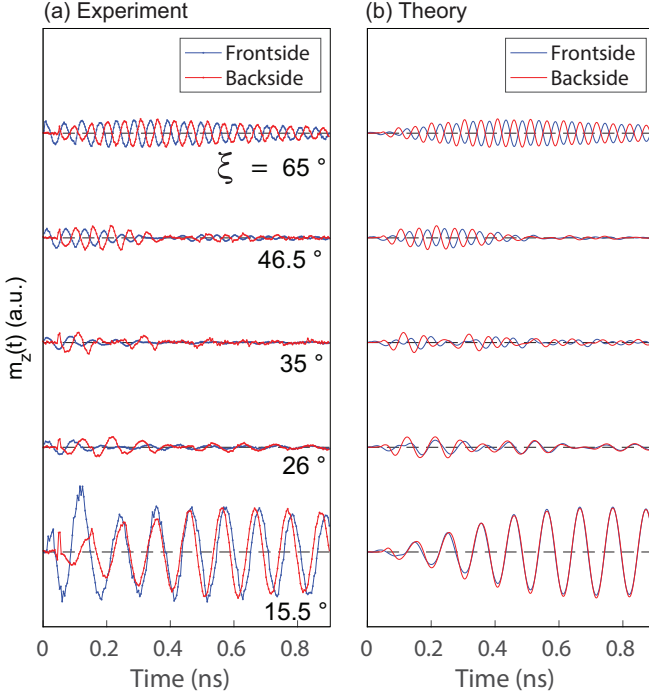 (a) Experiment
(b) Theory
Frontside
Backside
Frontside
Backside
ξ = 65 °
46.5 °
35 °
26 °
15.5 °
m_z(t) (a.u.)
0 0.2 0.4 0.6 0.8
0 0.2 0.4 0.6 0.8
Time (ns)
Time (ns)